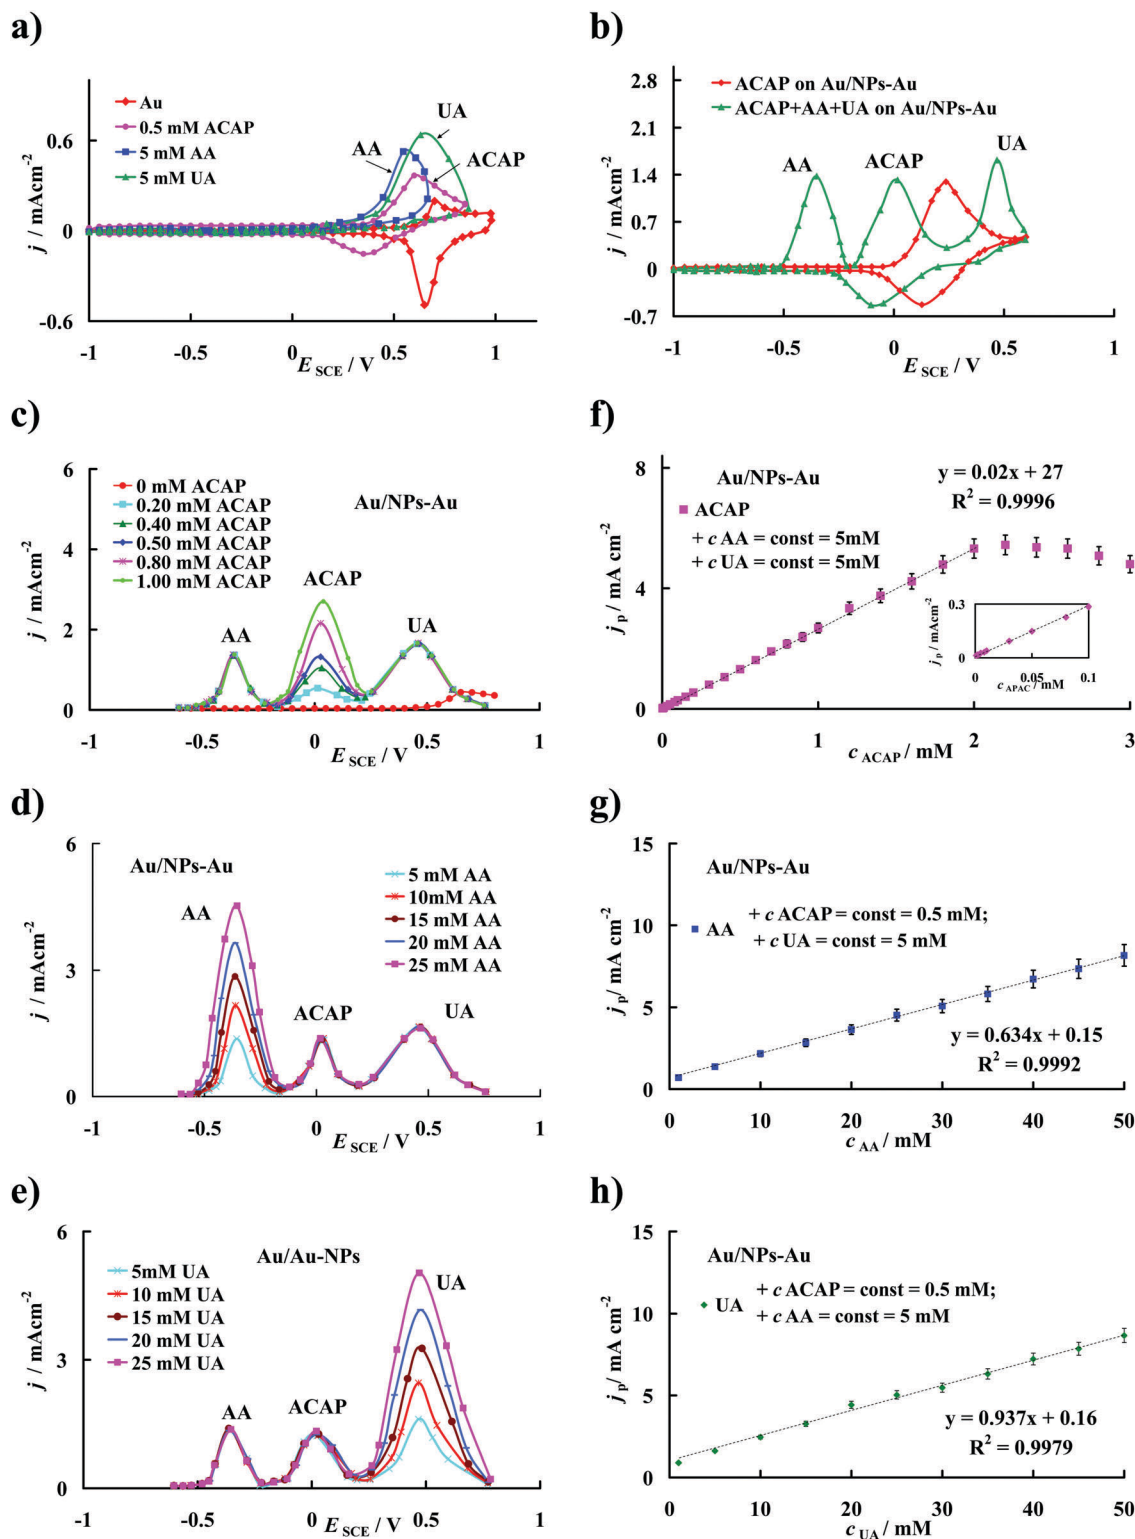 a)
Au
0.5 mM ACAP
5 mM AA
5 mM UA
AA
UA
ACAP
0.6
0
-0.6
j / mAcm-2
-1
-0.5
0
0.5
1
E SCE / V
b)
ACAP on Au/NPs-Au
ACAP+AA+UA on Au/NPs-Au
AA
ACAP
UA
2.8
2.1
1.4
0.7
0
-0.7
j / mAcm-2
-1
-0.5
0
0.5
1
E SCE / V
c)
0 mM ACAP
0.20 mM ACAP
0.40 mM ACAP
0.50 mM ACAP
0.80 mM ACAP
1.00 mM ACAP
Au/NPs-Au
AA
ACAP
UA
6
4
2
0
j / mAcm-2
-1
-0.5
0
0.5
1
E SCE / V
f)
Au/NPs-Au
ACAP
+ c AA = const = 5mM
+ c UA = const = 5mM
y = 0.02x + 27
R2 = 0.9996
8
4
0
jp / mA cm-2
0
1
2
3
c ACAP / mM
0.3
0
jp / mAcm-2
0
0.05
0.1
c APAC / mM
d)
Au/NPs-Au
AA
ACAP
UA
5 mM AA
10mM AA
15 mM AA
20 mM AA
25 mM AA
6
3
0
j / mAcm-2
-1
-0.5
0
0.5
1
E SCE / V
g)
Au/NPs-Au
AA
+ c ACAP = const = 0.5 mM;
+ c UA = const = 5 mM
y = 0.634x + 0.15
R2 = 0.9992
15
10
5
0
jp/ mA cm-2
0
10
20
30
40
50
c AA / mM
e)
Au/Au-NPs
5mM UA
10 mM UA
15 mM UA
20 mM UA
25 mM UA
AA
ACAP
UA
6
3
0
j / mAcm-2
-1
-0.5
0
0.5
1
E SCE / V
h)
Au/NPs-Au
UA
+ c ACAP = const = 0.5 mM;
+ c AA = const = 5 mM
y = 0.937x + 0.16
R2 = 0.9979
15
10
5
0
jp/ mA cm-2
0
10
20
30
40
50
c UA / mM